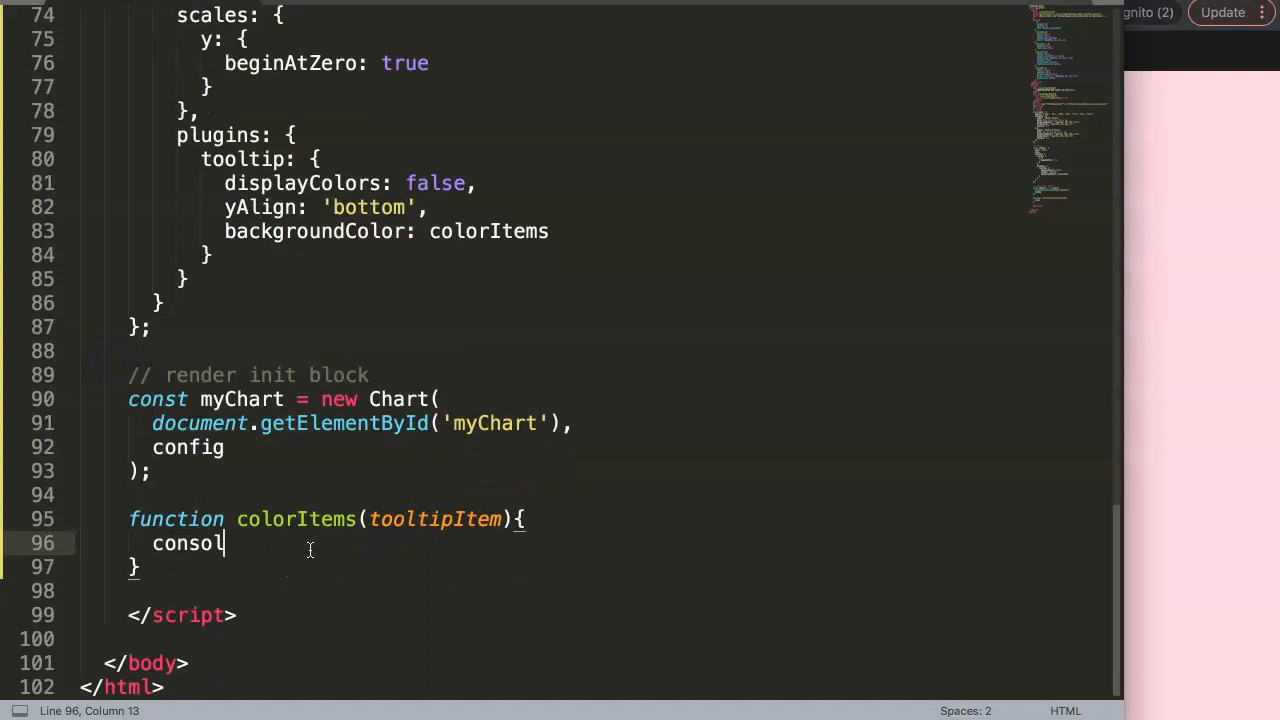 74 scales: {
75 y: {
76 beginAtZero: true
77 }
78 },
79 plugins: {
80 tooltip: {
81 displayColors: false,
82 yAlign: 'bottom',
83 backgroundColor: colorItems
84 }
85 }
86 }
87 };
88
89 // render init block
90 const myChart = new Chart(
91 document.getElementById('myChart'),
92 config
93 );
94
95 function colorItems(tooltipItem){
96 consol
97 }
98
99 </script>
100
101 </body>
102 </html>
(2) Update
Line 96, Column 13 Spaces: 2 HTML